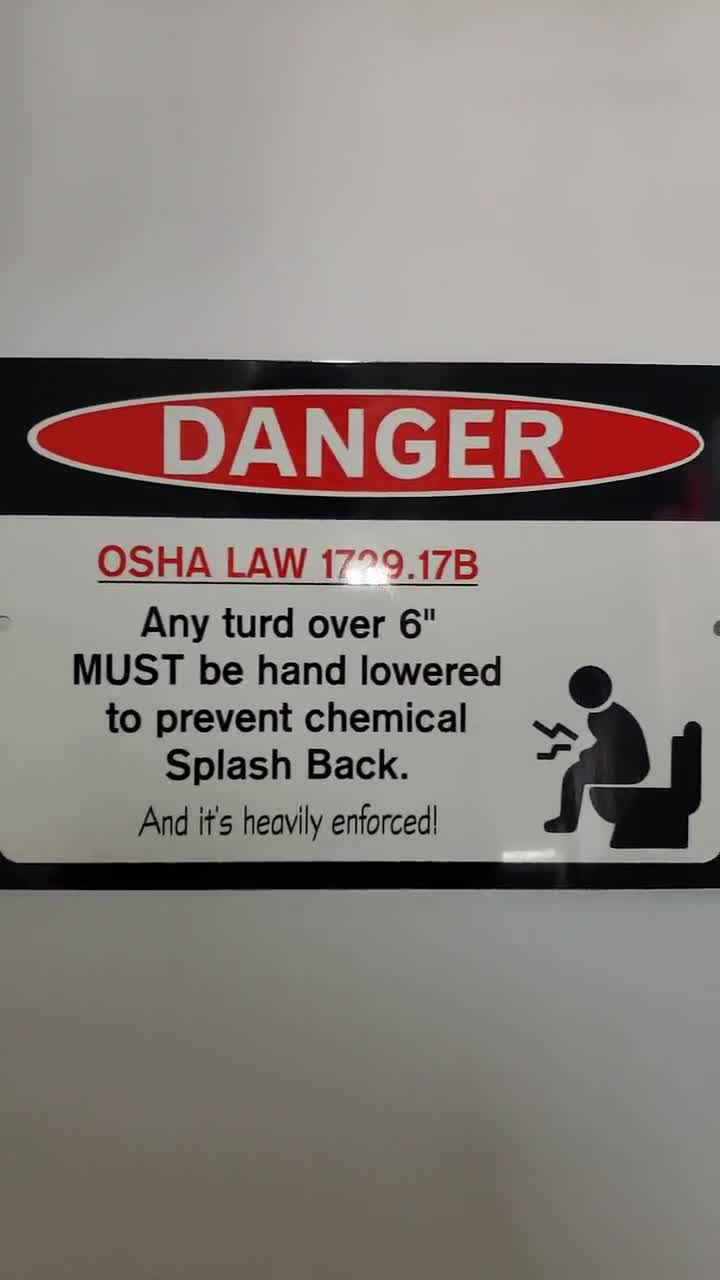 DANGER
OSHA LAW 1729.17B
Any turd over 6"
MUST be hand lowered
to prevent chemical
Splash Back.
And it's heavily enforced!